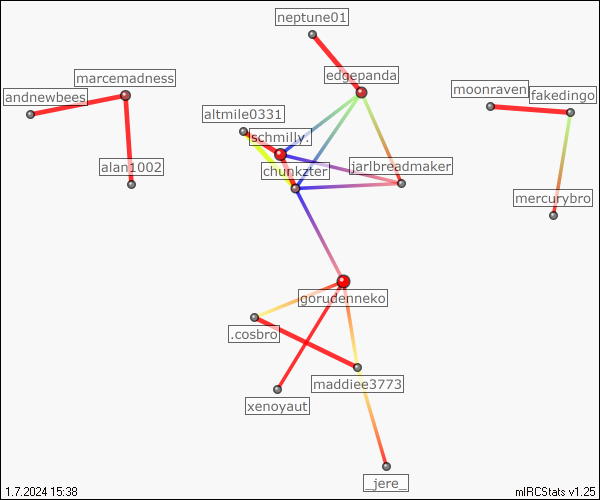 neptune01
edgepanda
marcemadness
andnewbees
moonraven
fakedingo
altmile0331
schmilly.
chunkzter
alan1002
jarlbreadmaker
mercurybro
gorudenneko
.cosbro
maddiee3773
xenoyaut
_jere_
1.7.2024 15:38
mIRCStats v1.25